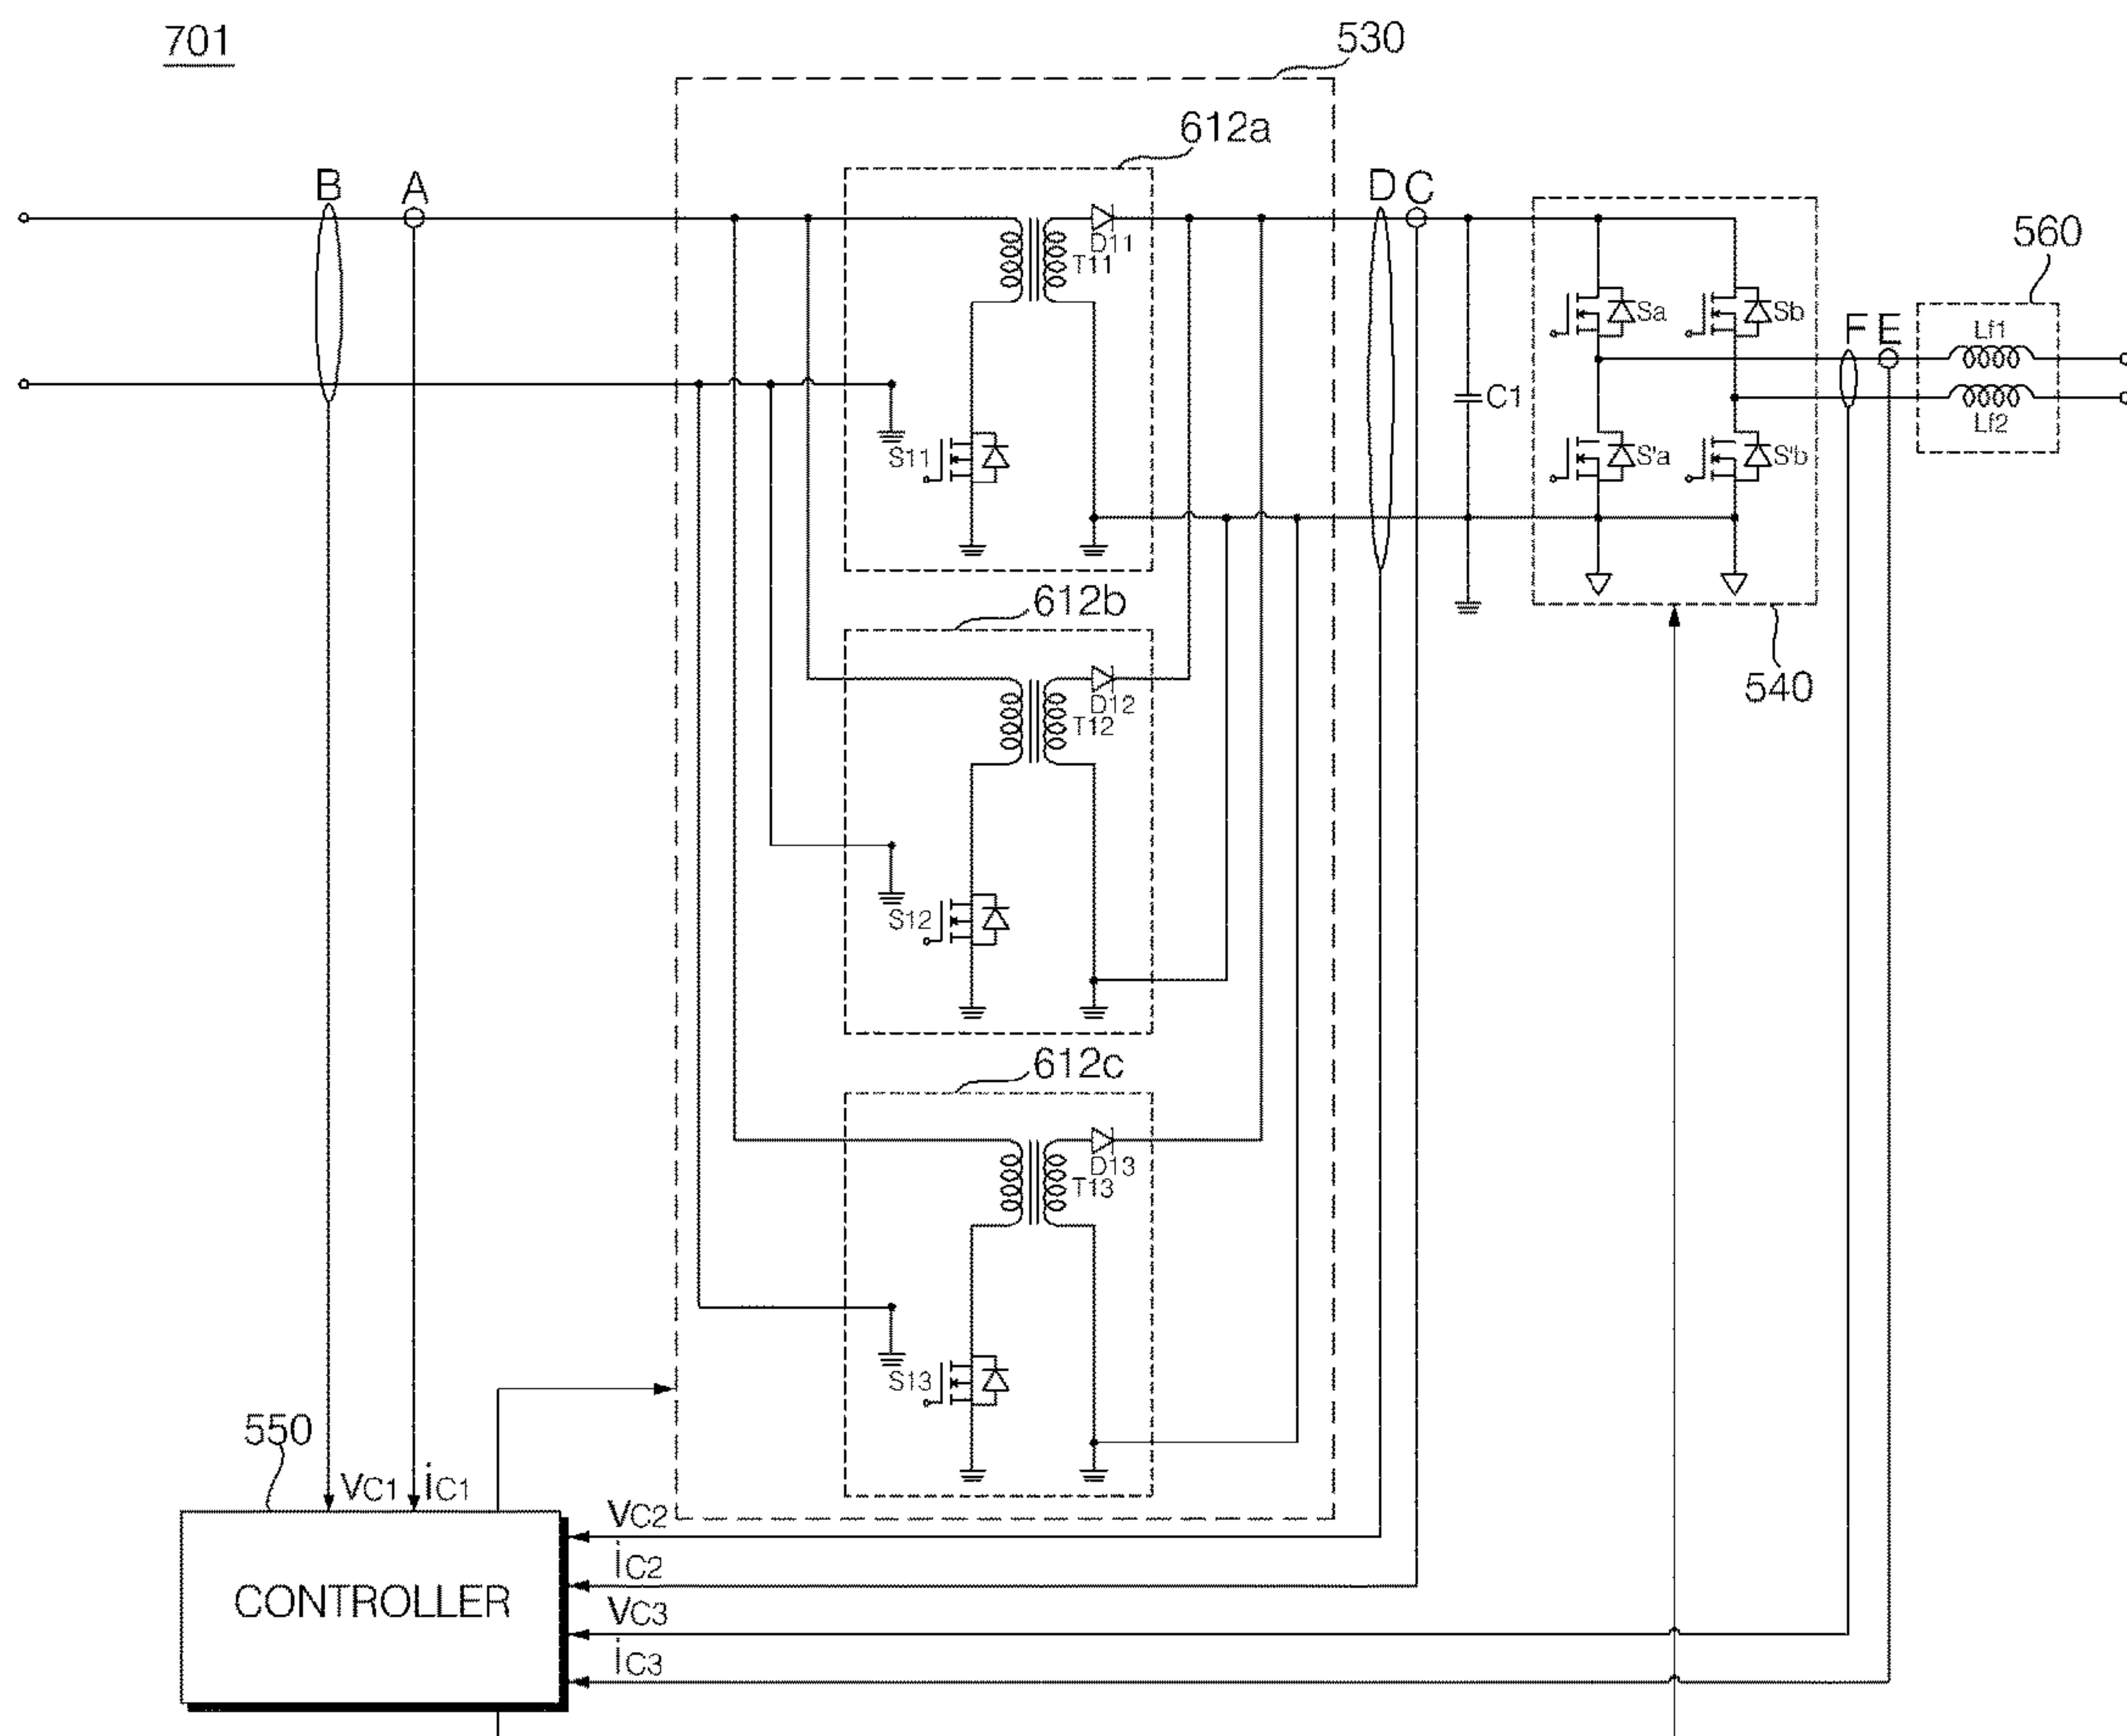 701
530
612a
B
A
D
C
D11
T11
560
Sa
Sb
F
E
Lf1
Lf2
C1
S11
S'a
S'b
612b
540
D12
T12
S12
612c
D13
T13
S13
550
vC1
iC1
vC2
iC2
vC3
iC3
CONTROLLER